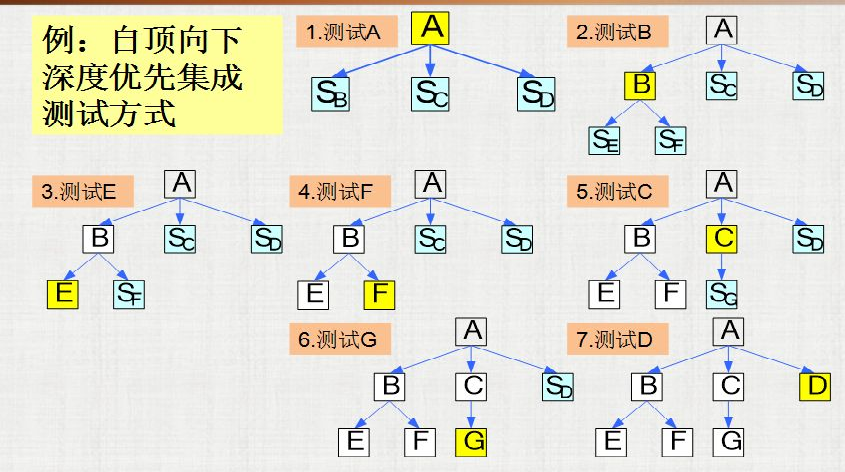 例：白顶向下
深度优先集成
测试方式
1.测试A
A
SB SC SD
2.测试B
A
B SC SD
SE SF
3.测试E
A
B SC SD
E SF
4.测试F
A
B SC SD
E F
5.测试C
A
B C SD
E F SG
6.测试G
A
B C SD
E F G
7.测试D
A
B C D
E F G